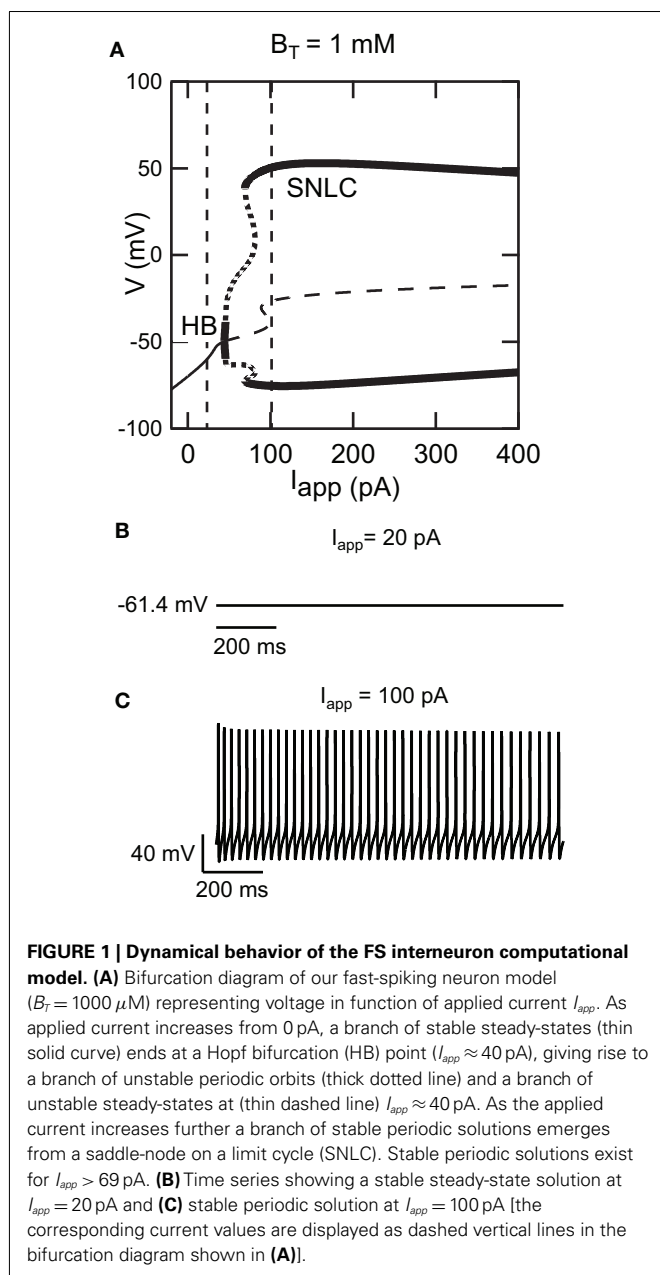 A
B_T = 1 mM
100
50
0
-50
-100
V (mV)
SNLC
HB
0 100 200 300 400
I_app (pA)
B
I_app= 20 pA
-61.4 mV
200 ms
C
I_app = 100 pA
40 mV
200 ms
FIGURE 1 | Dynamical behavior of the FS interneuron computational
model. (A) Bifurcation diagram of our fast-spiking neuron model
(B_T = 1000 μM) representing voltage in function of applied current I_app. As
applied current increases from 0 pA, a branch of stable steady-states (thin
solid curve) ends at a Hopf bifurcation (HB) point (I_app ≈ 40 pA), giving rise to
a branch of unstable periodic orbits (thick dotted line) and a branch of
unstable steady-states at (thin dashed line) I_app ≈ 40 pA. As the applied
current increases further a branch of stable periodic solutions emerges
from a saddle-node on a limit cycle (SNLC). Stable periodic solutions exist
for I_app > 69 pA. (B) Time series showing a stable steady-state solution at
I_app = 20 pA and (C) stable periodic solution at I_app = 100 pA [the
corresponding current values are displayed as dashed vertical lines in the
bifurcation diagram shown in (A)].